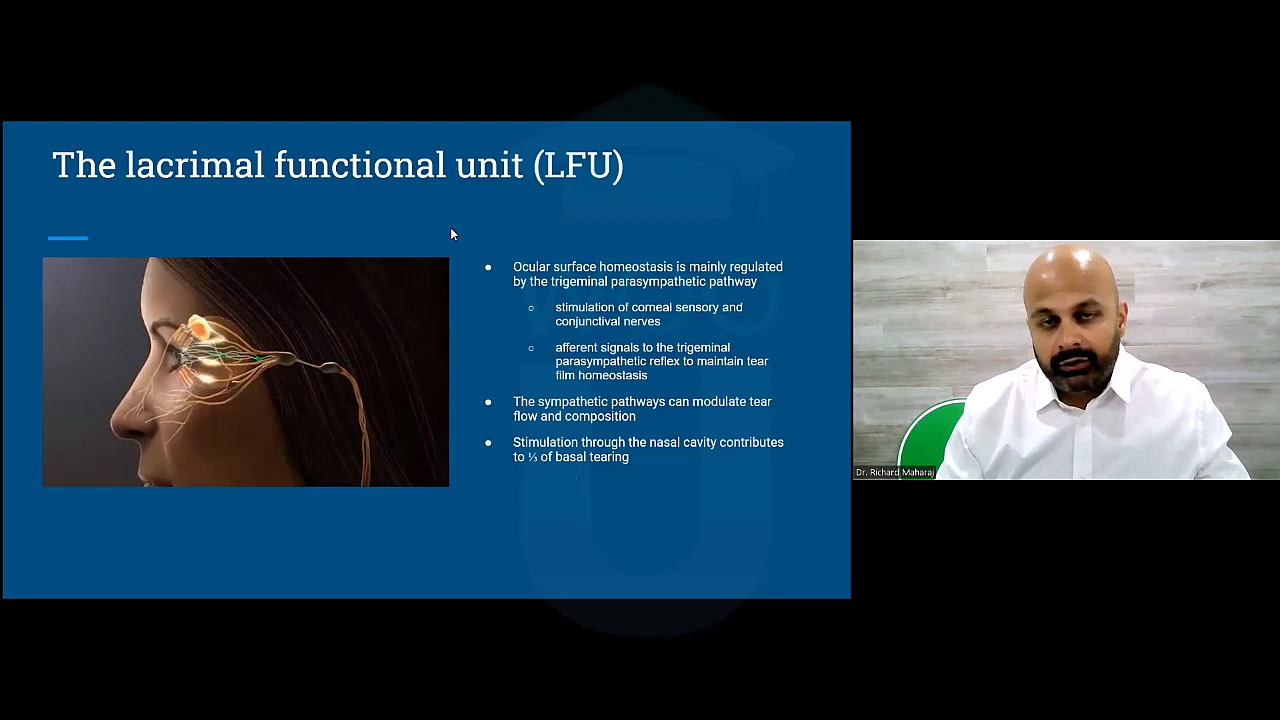 The lacrimal functional unit (LFU)
● Ocular surface homeostasis is mainly regulated
by the trigeminal parasympathetic pathway
○ stimulation of corneal sensory and
conjunctival nerves
○ afferent signals to the trigeminal
parasympathetic reflex to maintain tear
film homeostasis
● The sympathetic pathways can modulate tear
flow and composition
● Stimulation through the nasal cavity contributes
to ⅓ of basal tearing
Dr. Richard Maharaj